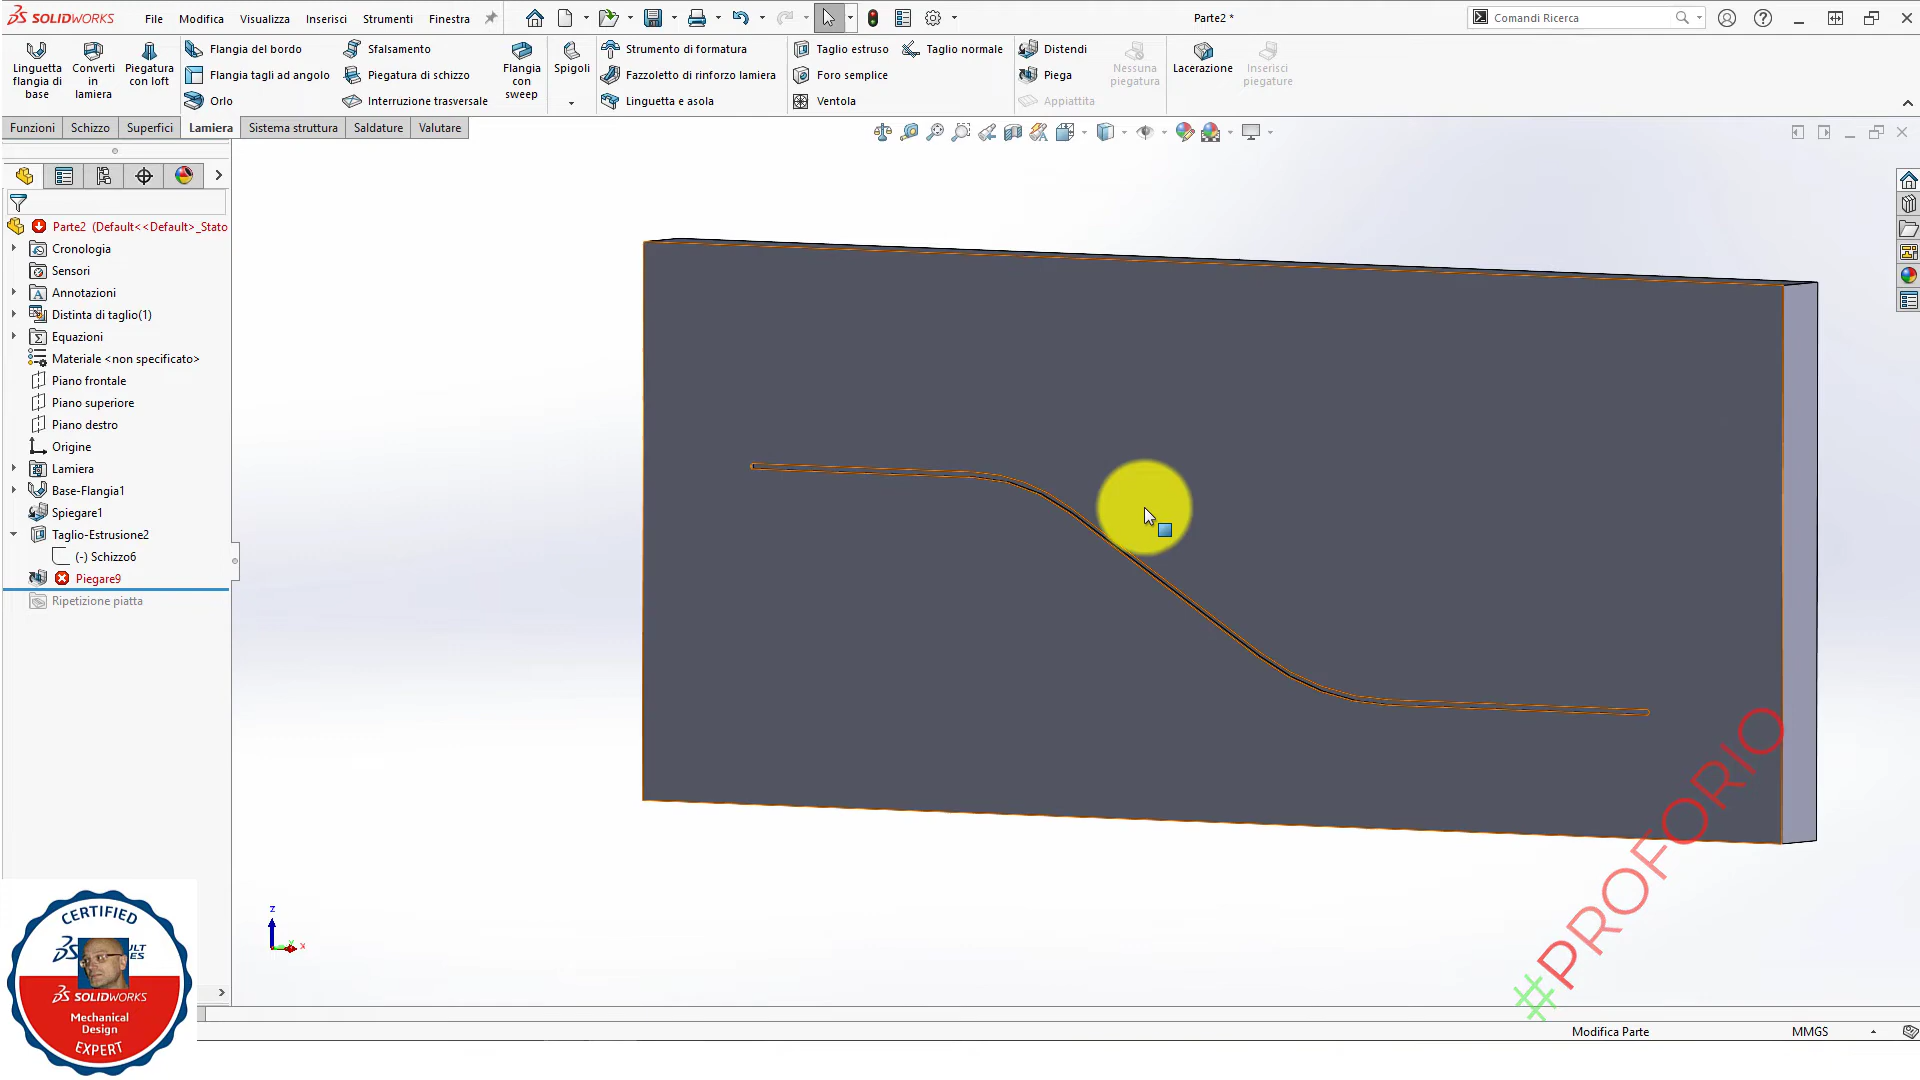 SOLIDWORKS
File
Modifica
Visualizza
Inserisci
Strumenti
Finestra
Parte2 *
Comandi Ricerca
Linguetta flangia di base
Converti in lamiera
Piegatura con loft
Flangia del bordo
Flangia tagli ad angolo
Orlo
Sfalsamento
Piegatura di schizzo
Interruzione trasversale
Flangia con sweep
Spigoli
Strumento di formatura
Fazzoletto di rinforzo lamiera
Linguetta e asola
Taglio estruso
Foro semplice
Ventola
Taglio normale
Distendi
Piega
Appiattita
Nessuna piegatura
Lacerazione
Inserisci piegature
Funzioni
Schizzo
Superfici
Lamiera
Sistema struttura
Saldature
Valutare
Parte2 (Default<<Default>_Stato
Cronologia
Sensori
Annotazioni
Distinta di taglio(1)
Equazioni
Materiale <non specificato>
Piano frontale
Piano superiore
Piano destro
Origine
Lamiera
Base-Flangia1
Spiegare1
Taglio-Estrusione2
(-) Schizzo6
Piegare9
Ripetizione piatta
z
x
CERTIFIED
SOLIDWORKS
Mechanical
Design
EXPERT
#PROFORIO
Modifica Parte
MMGS